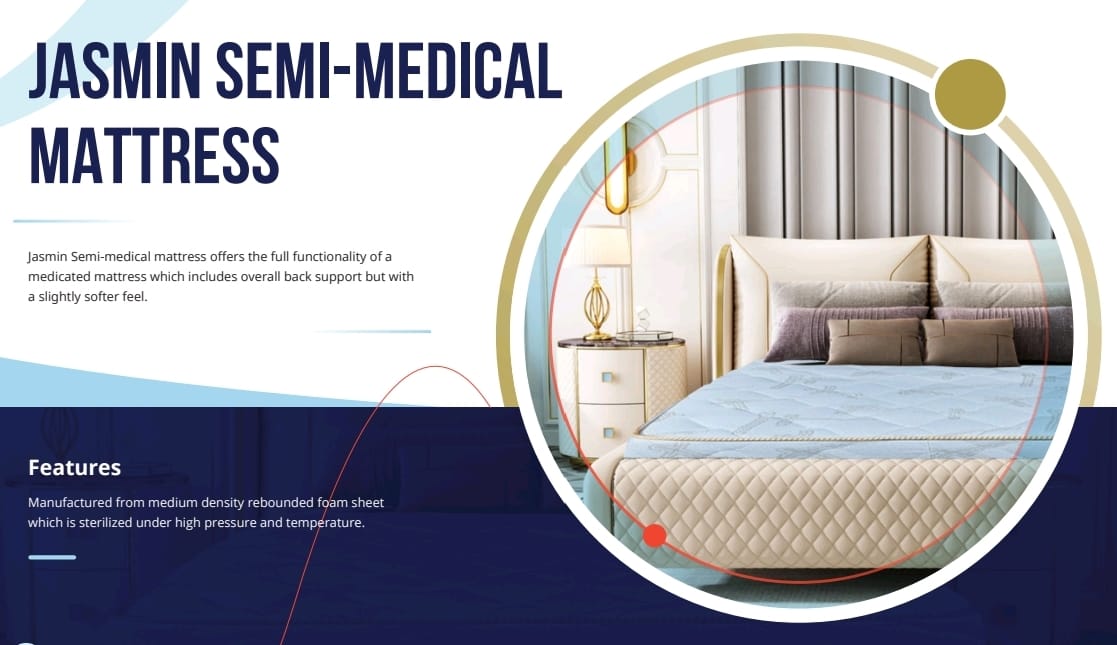 JASMIN SEMI-MEDICAL
MATTRESS
Jasmin Semi-medical mattress offers the full functionality of a
medicated mattress which includes overall back support but with
a slightly softer feel.
Features
Manufactured from medium density rebounded foam sheet
which is sterilized under high pressure and temperature.